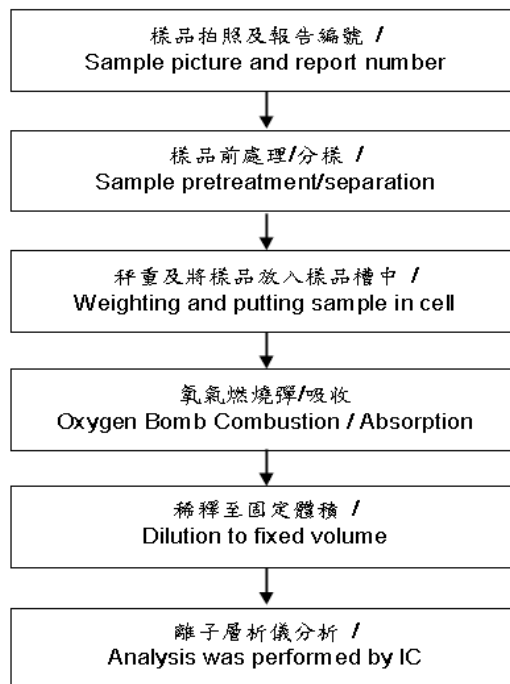 樣品拍照及報告編號 /
Sample picture and report number
樣品前處理/分樣 /
Sample pretreatment/separation
秤重及將樣品放入樣品槽中 /
Weighting and putting sample in cell
氧氣燃燒彈/吸收
Oxygen Bomb Combustion / Absorption
稀釋至固定體積 /
Dilution to fixed volume
離子層析儀分析 /
Analysis was performed by IC